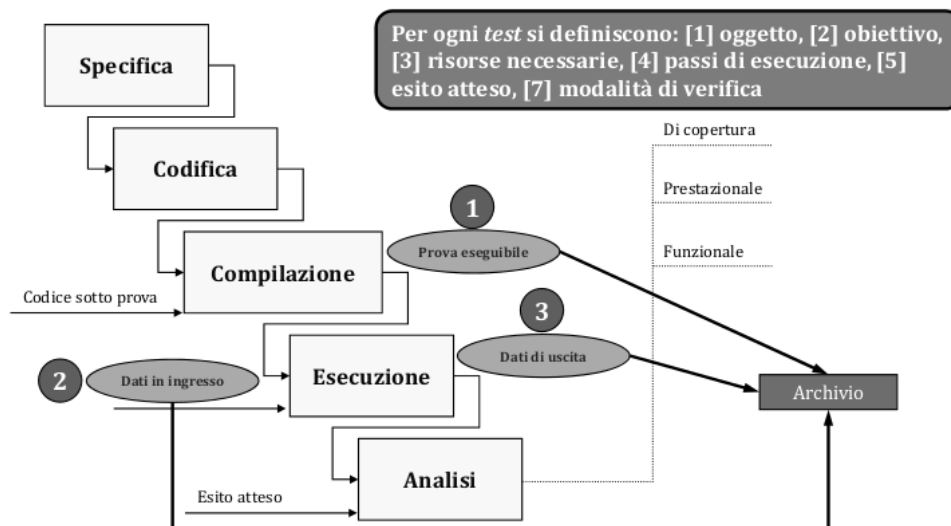 Per ogni test si definiscono: [1] oggetto, [2] obiettivo,
[3] risorse necessarie, [4] passi di esecuzione, [5]
esito atteso, [7] modalità di verifica
Specifica
Di copertura
Codifica
Prestazionale
1
Prova eseguibile
Funzionale
Compilazione
Codice sotto prova
3
Dati di uscita
2
Dati in ingresso
Esecuzione
Archivio
Analisi
Esito atteso